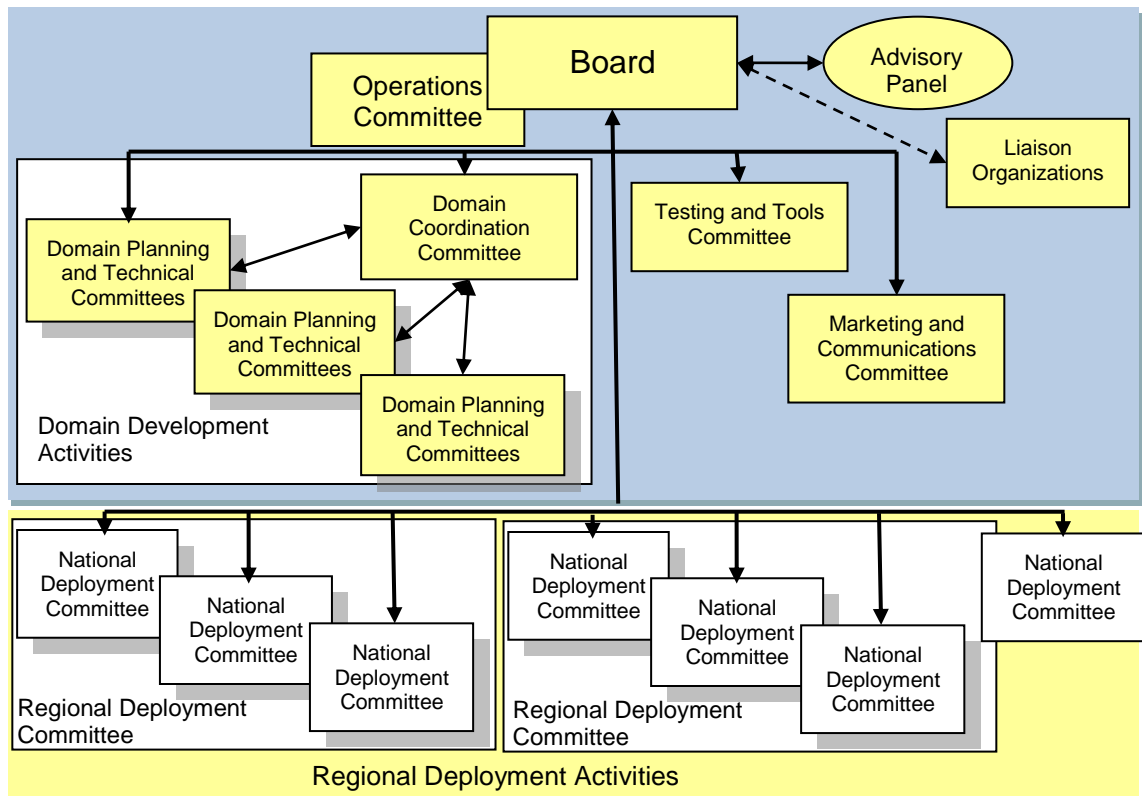 Board
Advisory
Panel
Operations
Committee
Liaison
Organizations
Domain
Coordination
Committee
Testing and Tools
Committee
Domain Planning
and Technical
Committees
Domain Planning
and Technical
Committees
Marketing and
Communications
Committee
Domain Planning
and Technical
Committees
Domain Development
Activities
National
Deployment
Committee
National
Deployment
Committee
National
Deployment
Committee
Regional Deployment
Committee
National
Deployment
Committee
National
Deployment
Committee
National
Deployment
Committee
Regional Deployment
Committee
National
Deployment
Committee
Regional Deployment Activities